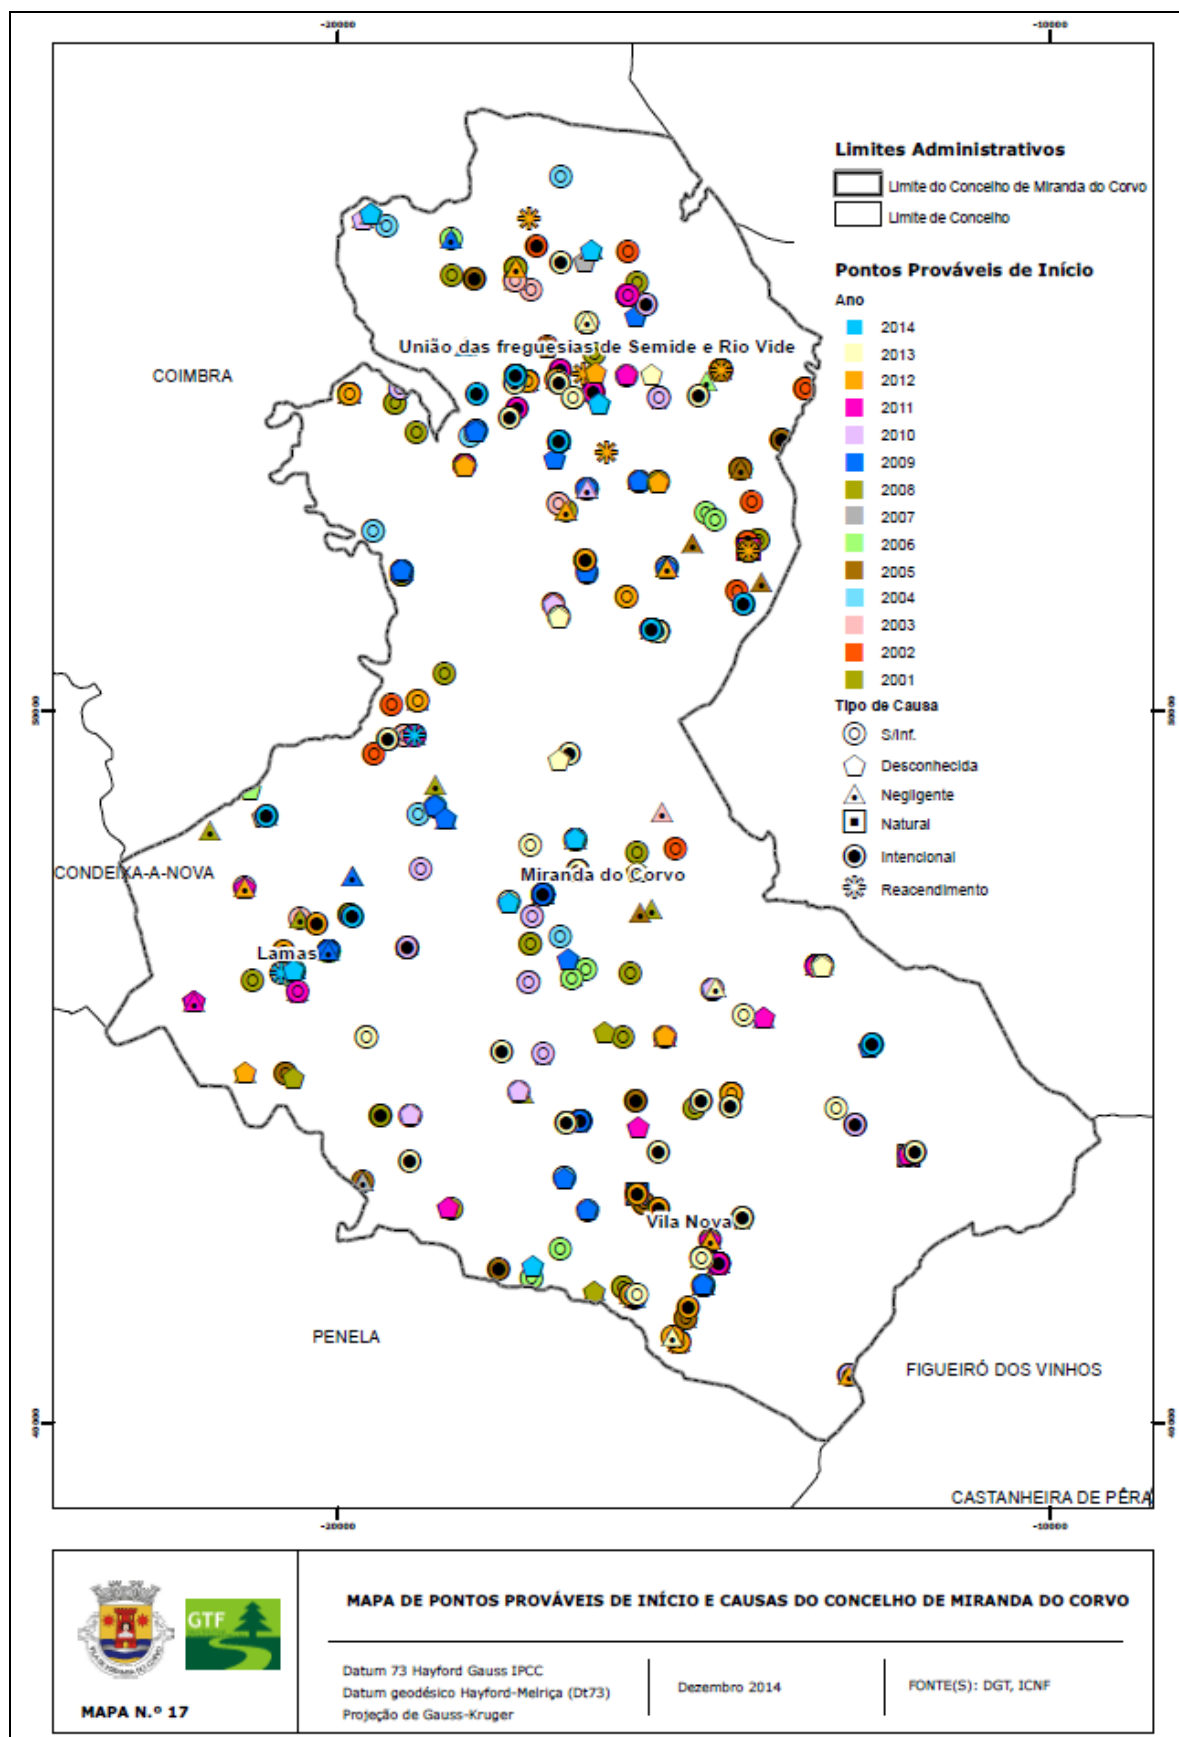 -20000
-10000
Limites Administrativos
Limite do Concelho de Miranda do Corvo
Limite de Concelho
Pontos Prováveis de Início
Ano
2014
2013
2012
2011
2010
2009
2008
2007
2006
2005
2004
2003
2002
2001
Tipo de Causa
S/Inf.
Desconhecida
Negligente
Natural
Intencional
Reacendimento
COIMBRA
União das freguesias de Semide e Rio Vide
50000
50000
CONDEIXA-A-NOVA
Miranda do Corvo
Lamas
Vila Nova
PENELA
FIGUEIRÓ DOS VINHOS
40000
40000
CASTANHEIRA DE PÊRA
-20000
-10000
GTF
MAPA N.º 17
MAPA DE PONTOS PROVÁVEIS DE INÍCIO E CAUSAS DO CONCELHO DE MIRANDA DO CORVO
Datum 73 Hayford Gauss IPCC
Datum geodésico Hayford-Melriça (Dt73)
Projeção de Gauss-Kruger
Dezembro 2014
FONTE(S): DGT, ICNF